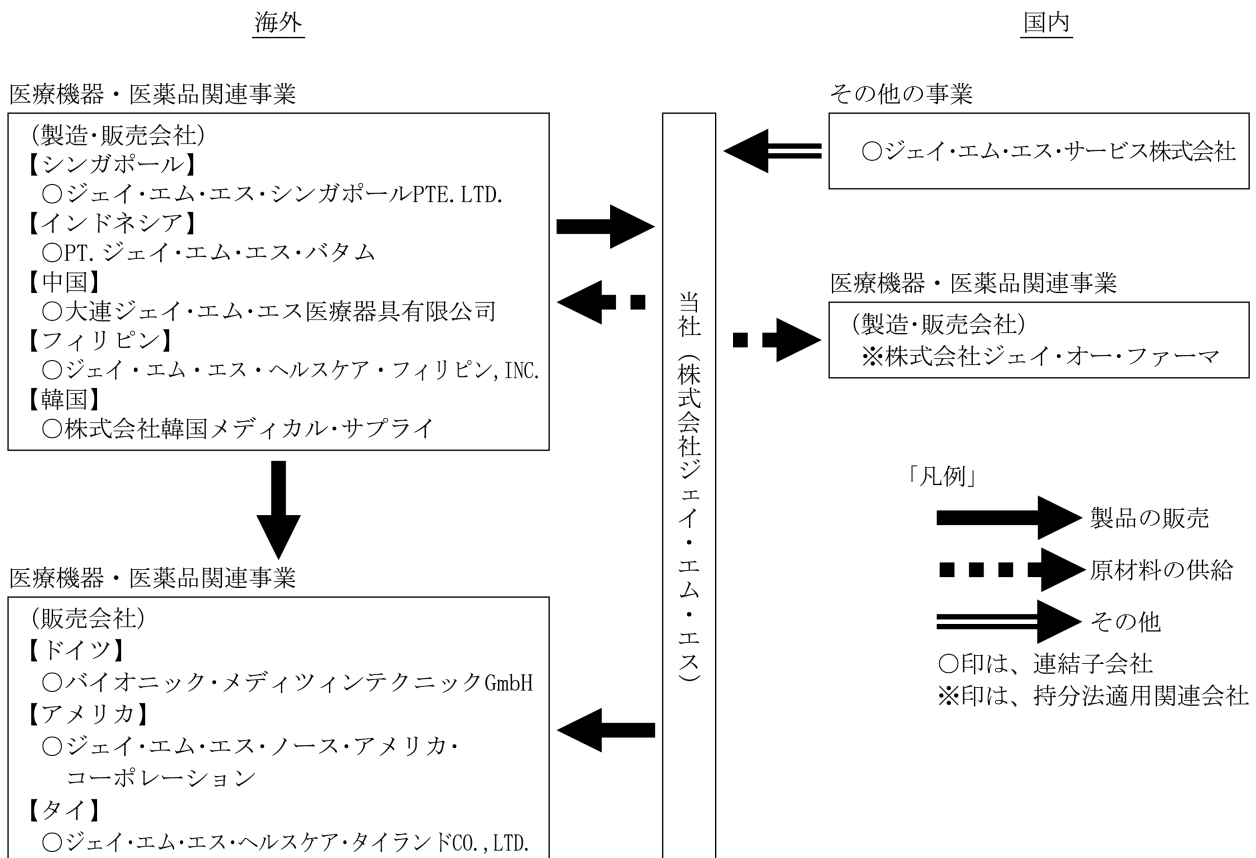 海外
医療機器・医薬品関連事業
(製造・販売会社)
【シンガポール】
○ジェイ・エム・エス・シンガポールPTE.LTD.
【インドネシア】
○PT.ジェイ・エム・エス・バタム
【中国】
○大連ジェイ・エム・エス医療器具有限公司
【フィリピン】
○ジェイ・エム・エス・ヘルスケア・フィリピン,INC.
【韓国】
○株式会社韓国メディカル・サプライ
医療機器・医薬品関連事業
(販売会社)
【ドイツ】
○バイオニック・メディツィンテクニックGmbH
【アメリカ】
○ジェイ・エム・エス・ノース・アメリカ・
コーポレーション
【タイ】
○ジェイ・エム・エス・ヘルスケア・タイランドCO.,LTD.
当社(株式会社ジェイ・エム・エス)
国内
その他の事業
○ジェイ・エム・エス・サービス株式会社
医療機器・医薬品関連事業
(製造・販売会社)
※株式会社ジェイ・オー・ファーマ
「凡例」
製品の販売
原材料の供給
その他
○印は、連結子会社
※印は、持分法適用関連会社